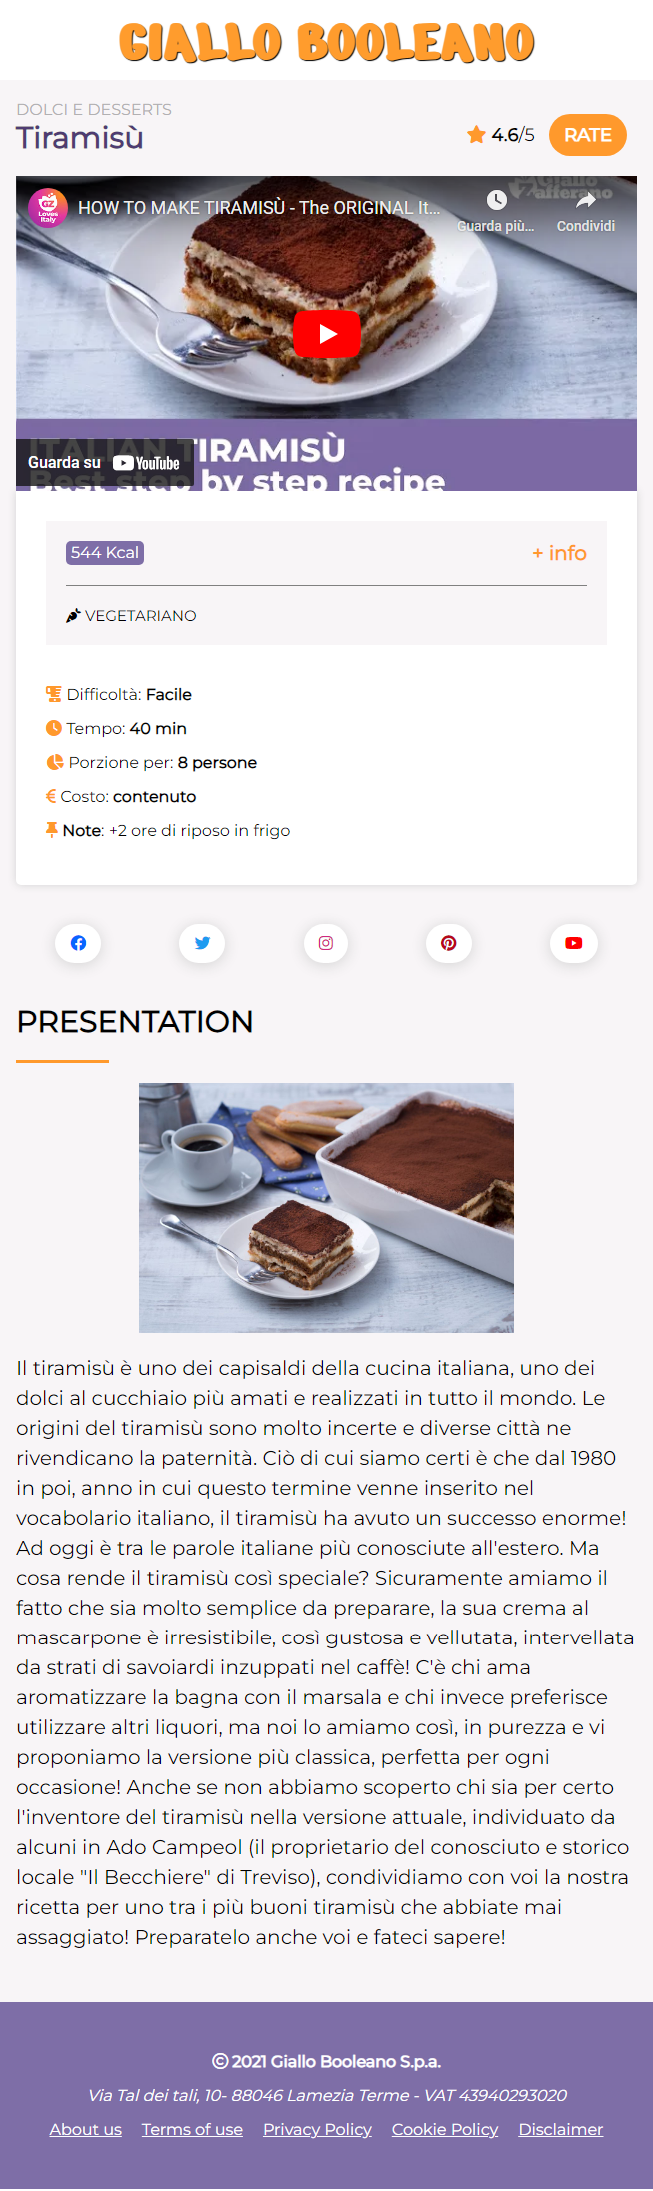 GIALLO BOOLEANO
DOLCI E DESSERTS
Tiramisù
4.6/5
RATE
GZ
Loves
Italy
HOW TO MAKE TIRAMISÙ - The ORIGINAL It...
Giallo
zafferano
Guarda più...
Condividi
ITALIAN TIRAMISÙ
Best step by step recipe
Guarda su YouTube
544 Kcal
+ info
VEGETARIANO
Difficoltà: Facile
Tempo: 40 min
Porzione per: 8 persone
€ Costo: contenuto
Note: +2 ore di riposo in frigo
PRESENTATION
Il tiramisù è uno dei capisaldi della cucina italiana, uno dei
dolci al cucchiaio più amati e realizzati in tutto il mondo. Le
origini del tiramisù sono molto incerte e diverse città ne
rivendicano la paternità. Ciò di cui siamo certi è che dal 1980
in poi, anno in cui questo termine venne inserito nel
vocabolario italiano, il tiramisù ha avuto un successo enorme!
Ad oggi è tra le parole italiane più conosciute all'estero. Ma
cosa rende il tiramisù così speciale? Sicuramente amiamo il
fatto che sia molto semplice da preparare, la sua crema al
mascarpone è irresistibile, così gustosa e vellutata, intervellata
da strati di savoiardi inzuppati nel caffè! C'è chi ama
aromatizzare la bagna con il marsala e chi invece preferisce
utilizzare altri liquori, ma noi lo amiamo così, in purezza e vi
proponiamo la versione più classica, perfetta per ogni
occasione! Anche se non abbiamo scoperto chi sia per certo
l'inventore del tiramisù nella versione attuale, individuato da
alcuni in Ado Campeol (il proprietario del conosciuto e storico
locale "Il Becchiere" di Treviso), condividiamo con voi la nostra
ricetta per uno tra i più buoni tiramisù che abbiate mai
assaggiato! Preparatelo anche voi e fateci sapere!
© 2021 Giallo Booleano S.p.a.
Via Tal dei tali, 10- 88046 Lamezia Terme - VAT 43940293020
About us Terms of use Privacy Policy Cookie Policy Disclaimer